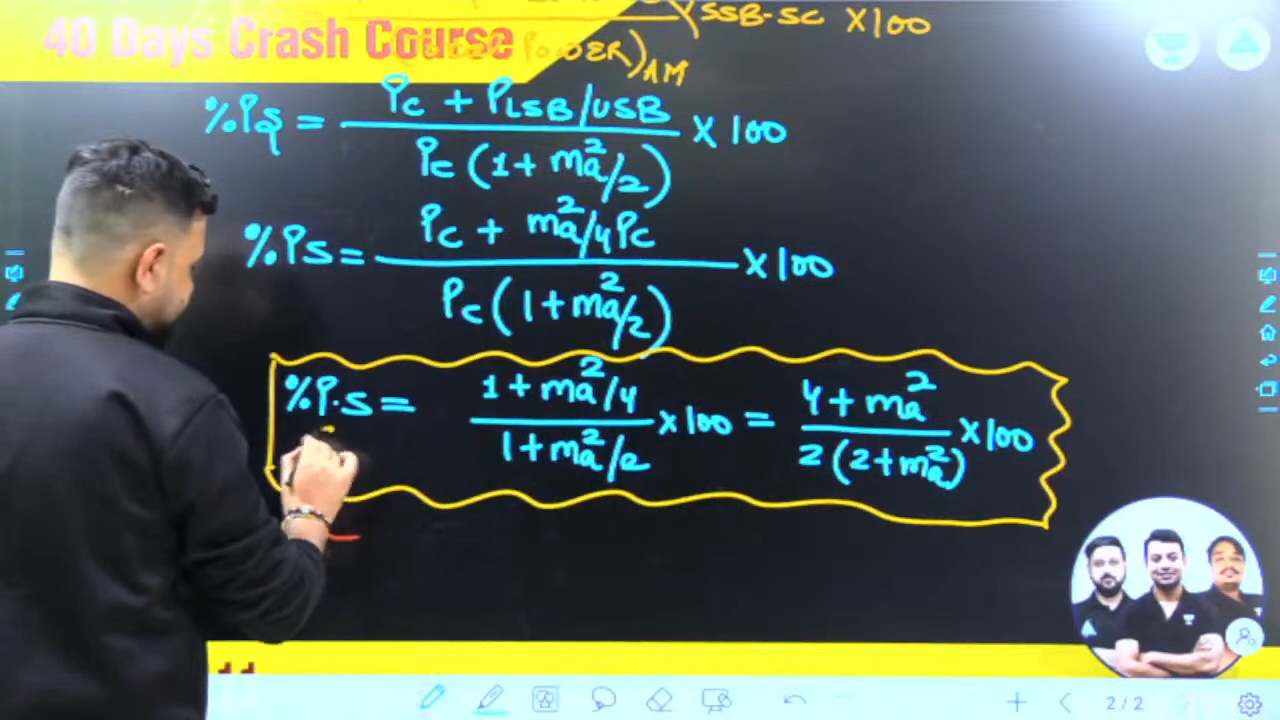 SSB-SC X100
40 Days Crash Course
POWER)AM
%PS = PC + PLSB/USB / PC (1 + ma²/2) X 100
%PS = PC + ma²/4 PC / PC (1 + ma²/2) X 100
%P.S = 1 + ma²/4 / 1 + ma²/2 X 100 = 4 + ma² / 2 (2 + ma²) X 100
2/2